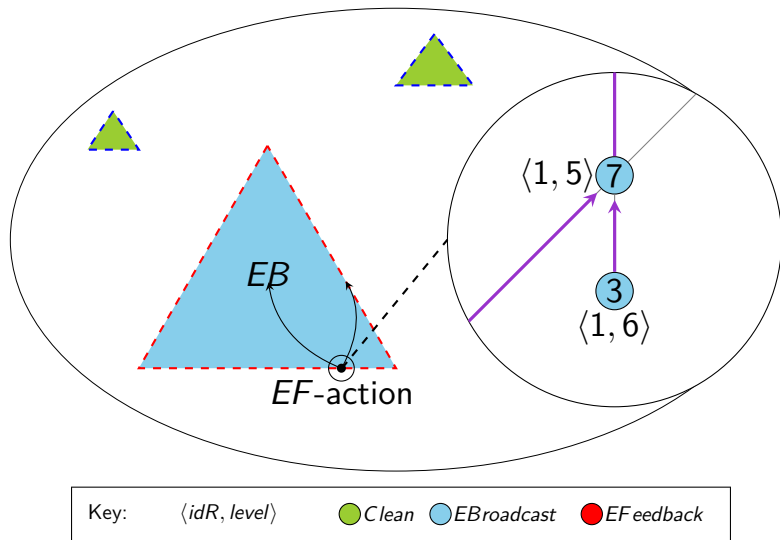 ⟨1, 5⟩ 7
EB
3
⟨1, 6⟩
EF-action
Key: ⟨idR, level⟩ Clean EBroadcast EFeedback